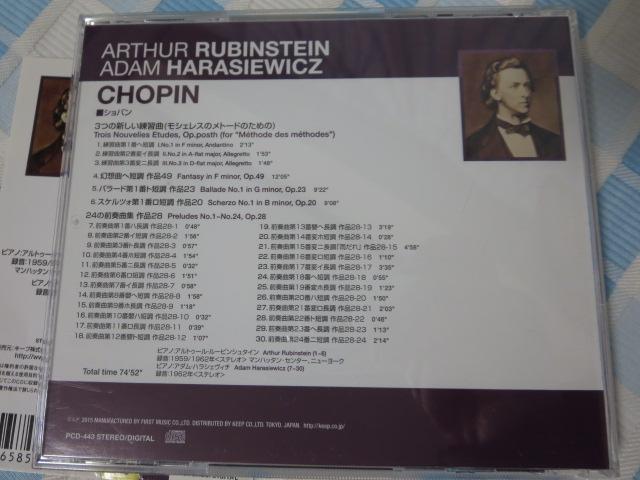 ARTHUR RUBINSTEIN
ADAM HARASIEWICZ
CHOPIN
■ショパン
3つの新しい練習曲(モシェレスのメトードのための)
Trois Nouvelles Etudes, Op.posth (for "Méthode des méthodes")
1. 練習曲第1番ヘ短調 I.No.1 in F minor, Andantino 2'13"
2. 練習曲第2番変イ長調 II.No.2 in A-flat major, Allegretto 1'53"
3. 練習曲第3番変ニ長調 III.No.3 in D-flat major, Allegretto 1'48"
4. 幻想曲ヘ短調 作品49 Fantasy in F minor, Op.49 12'05"
5. バラード第1番ト短調 作品23 Ballade No.1 in G minor, Op.23 9'22"
6. スケルツォ第1番ロ短調 作品20 Scherzo No.1 in B minor, Op.20 9'08"
24の前奏曲集 作品28 Preludes No.1~No.24, Op.28
7. 前奏曲第1番ハ長調 作品28-1 0'48"
8. 前奏曲第2番イ短調 作品28-2 1'56"
9. 前奏曲第3番ト長調 作品28-3 0'57"
10. 前奏曲第4番ホ短調 作品28-4 1'54"
11. 前奏曲第5番ニ長調 作品28-5 0'32"
12. 前奏曲第6番ロ短調 作品28-6 1'51"
13. 前奏曲第7番イ長調 作品28-7 0'58"
14. 前奏曲第8番嬰ヘ短調 作品28-8 1'58"
15. 前奏曲第9番ホ長調 作品28-9 1'18"
16. 前奏曲第10番嬰ハ短調 作品28-10 0'32"
17. 前奏曲第11番ロ長調 作品28-11 0'39"
18. 前奏曲第12番嬰ト短調 作品28-12 1'07"
19. 前奏曲第13番嬰ヘ長調 作品28-13 3'19"
20. 前奏曲第14番変ホ短調 作品28-14 0'28"
21. 前奏曲第15番変ニ長調「雨だれ」作品28-15 4'58"
22. 前奏曲第16番変ロ短調 作品28-16 1'10"
23. 前奏曲第17番変イ長調 作品28-17 3'35"
24. 前奏曲第18番ヘ短調 作品28-18 0'55"
25. 前奏曲第19番変ホ長調 作品28-19 1'23"
26. 前奏曲第20番ハ短調 作品28-20 1'50"
27. 前奏曲第21番変ロ長調 作品28-21 2'03"
28. 前奏曲第22番ト短調 作品28-22 0'46"
29. 前奏曲第23番ヘ長調 作品28-23 1'13"
30. 前奏曲第24番ニ短調 作品28-24 2'14"
ピアノ:アルトゥール・ルービンシュタイン Arthur Rubinstein (1~6)
録音:1959/1962年<ステレオ> マンハッタン・センター、ニューヨーク
ピアノ:アダム・ハラシェヴィチ Adam Harasiewicz (7~30)
録音:1962年<ステレオ>
Total time 74'52"
2015 MANUFACTURED BY FIRST MUSIC CO.,LTD. DISTRIBUTED BY KEEP CO.,LTD. TOKYO, JAPAN. http://keep.co.jp/
PCD-443 STEREO/DIGITAL
ピアノ:アルトゥー
録音:1959/
マンハッタン
ピアノ
録音